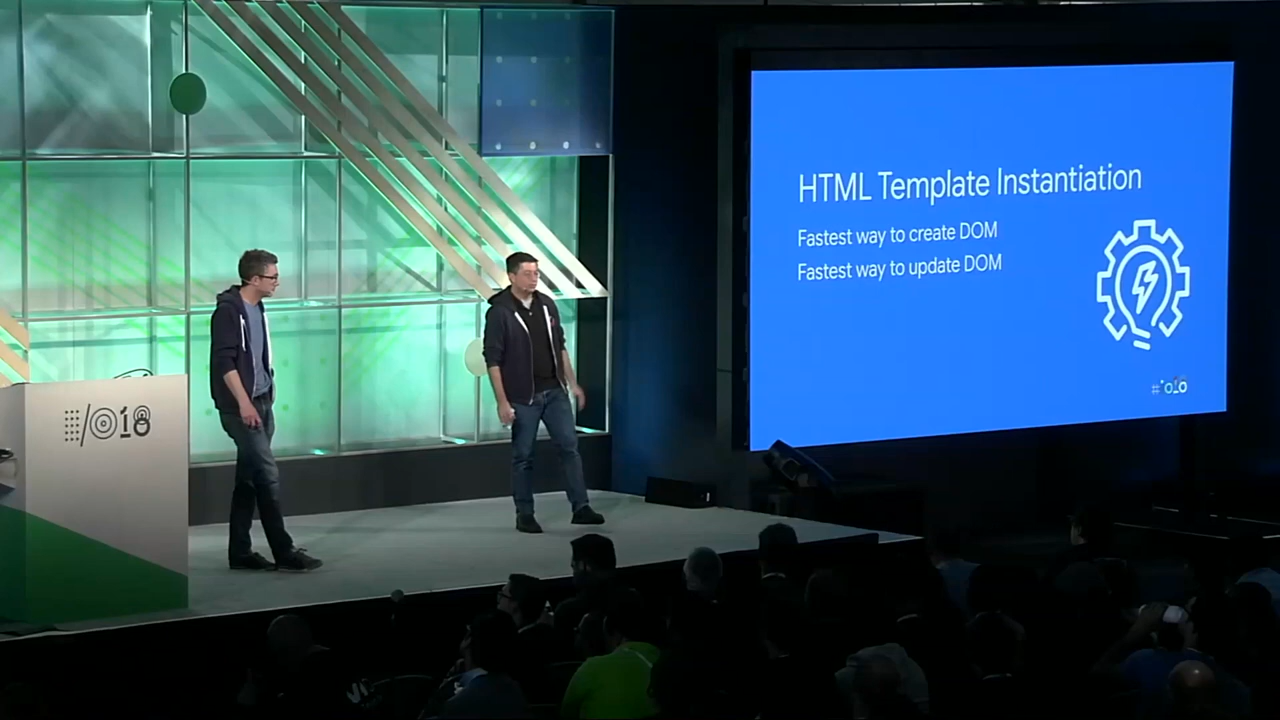 I/O18
HTML Template Instantiation
Fastest way to create DOM
Fastest way to update DOM
#io18